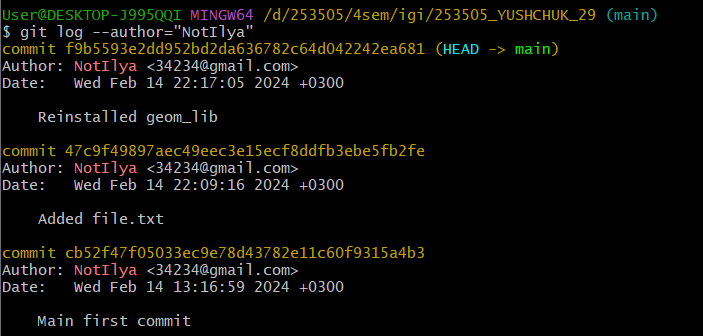 User@DESKTOP-J995QQI MINGW64 /d/253505/4sem/igi/253505_YUSHCHUK_29 (main)
$ git log --author="NotIlya"
commit f9b5593e2dd952bd2da636782c64d042242ea681 (HEAD -> main)
Author: NotIlya <34234@gmail.com>
Date:   Wed Feb 14 22:17:05 2024 +0300
    Reinstalled geom_lib
commit 47c9f49897aec49eec3e15ecf8ddfb3ebe5fb2fe
Author: NotIlya <34234@gmail.com>
Date:   Wed Feb 14 22:09:16 2024 +0300
    Added file.txt
commit cb52f47f05033ec9e78d43782e11c60f9315a4b3
Author: NotIlya <34234@gmail.com>
Date:   Wed Feb 14 13:16:59 2024 +0300
    Main first commit